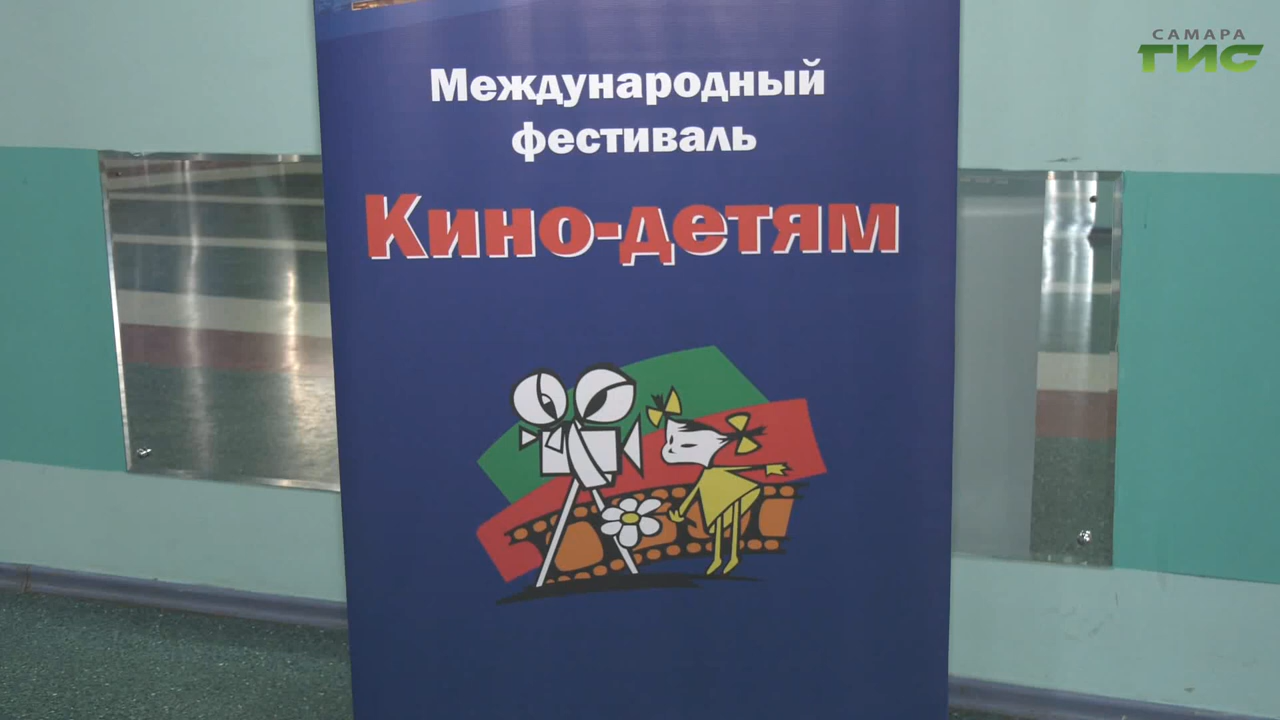 САМАРА
ГИС
Международный
фестиваль
Кино-детям